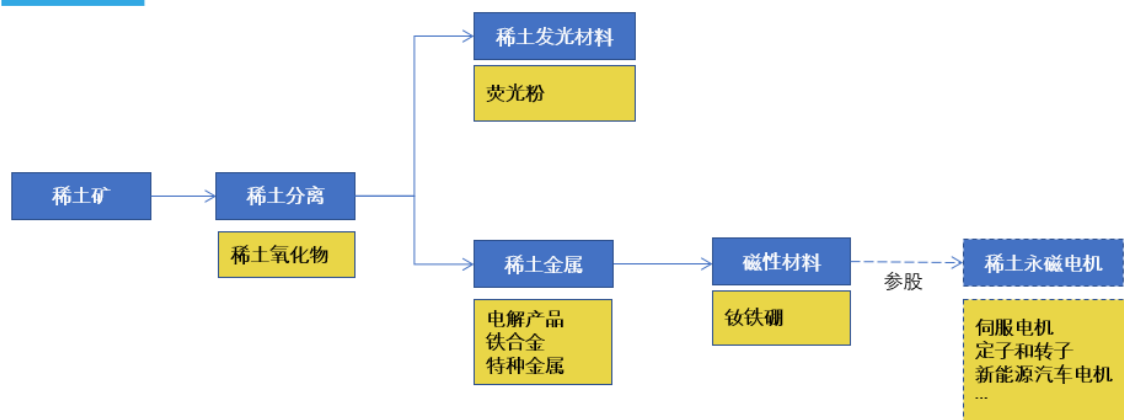 稀土发光材料
荧光粉
稀土矿
稀土分离
稀土氧化物
稀土金属
电解产品
铁合金
特种金属
磁性材料
钕铁硼
参股
稀土永磁电机
伺服电机
定子和转子
新能源汽车电机
...